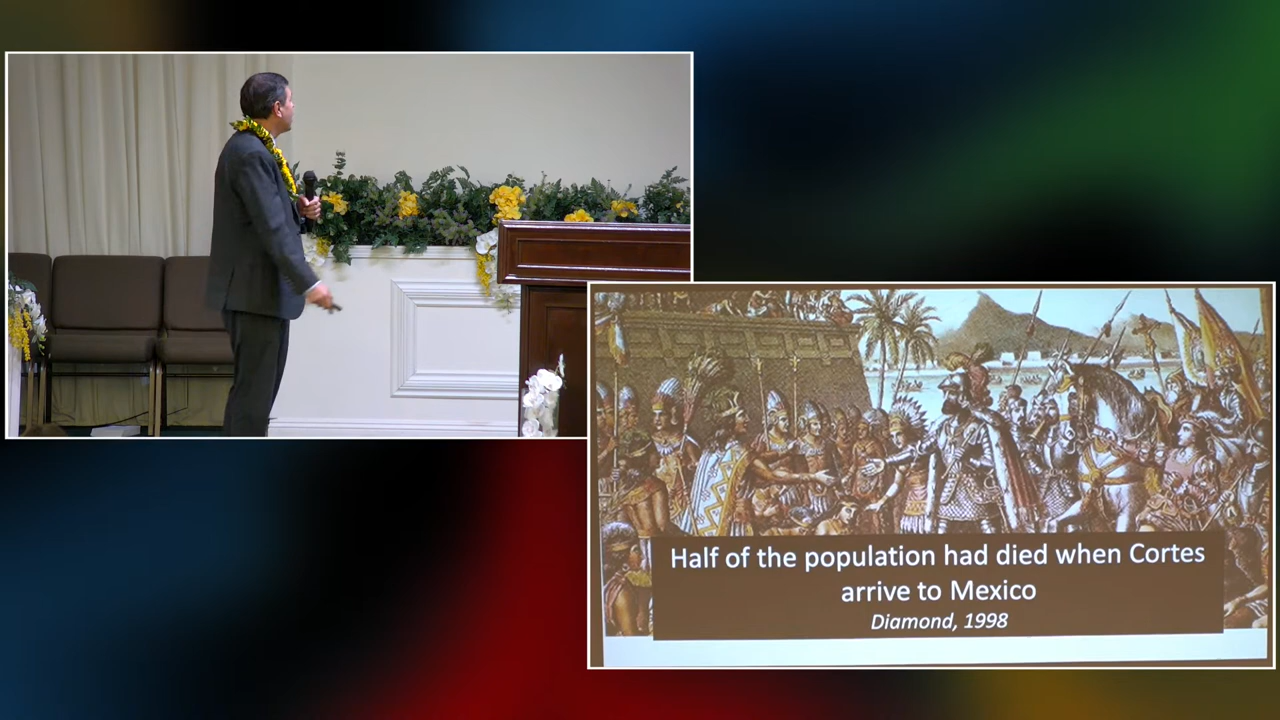 Half of the population had died when Cortes
arrive to Mexico
Diamond, 1998